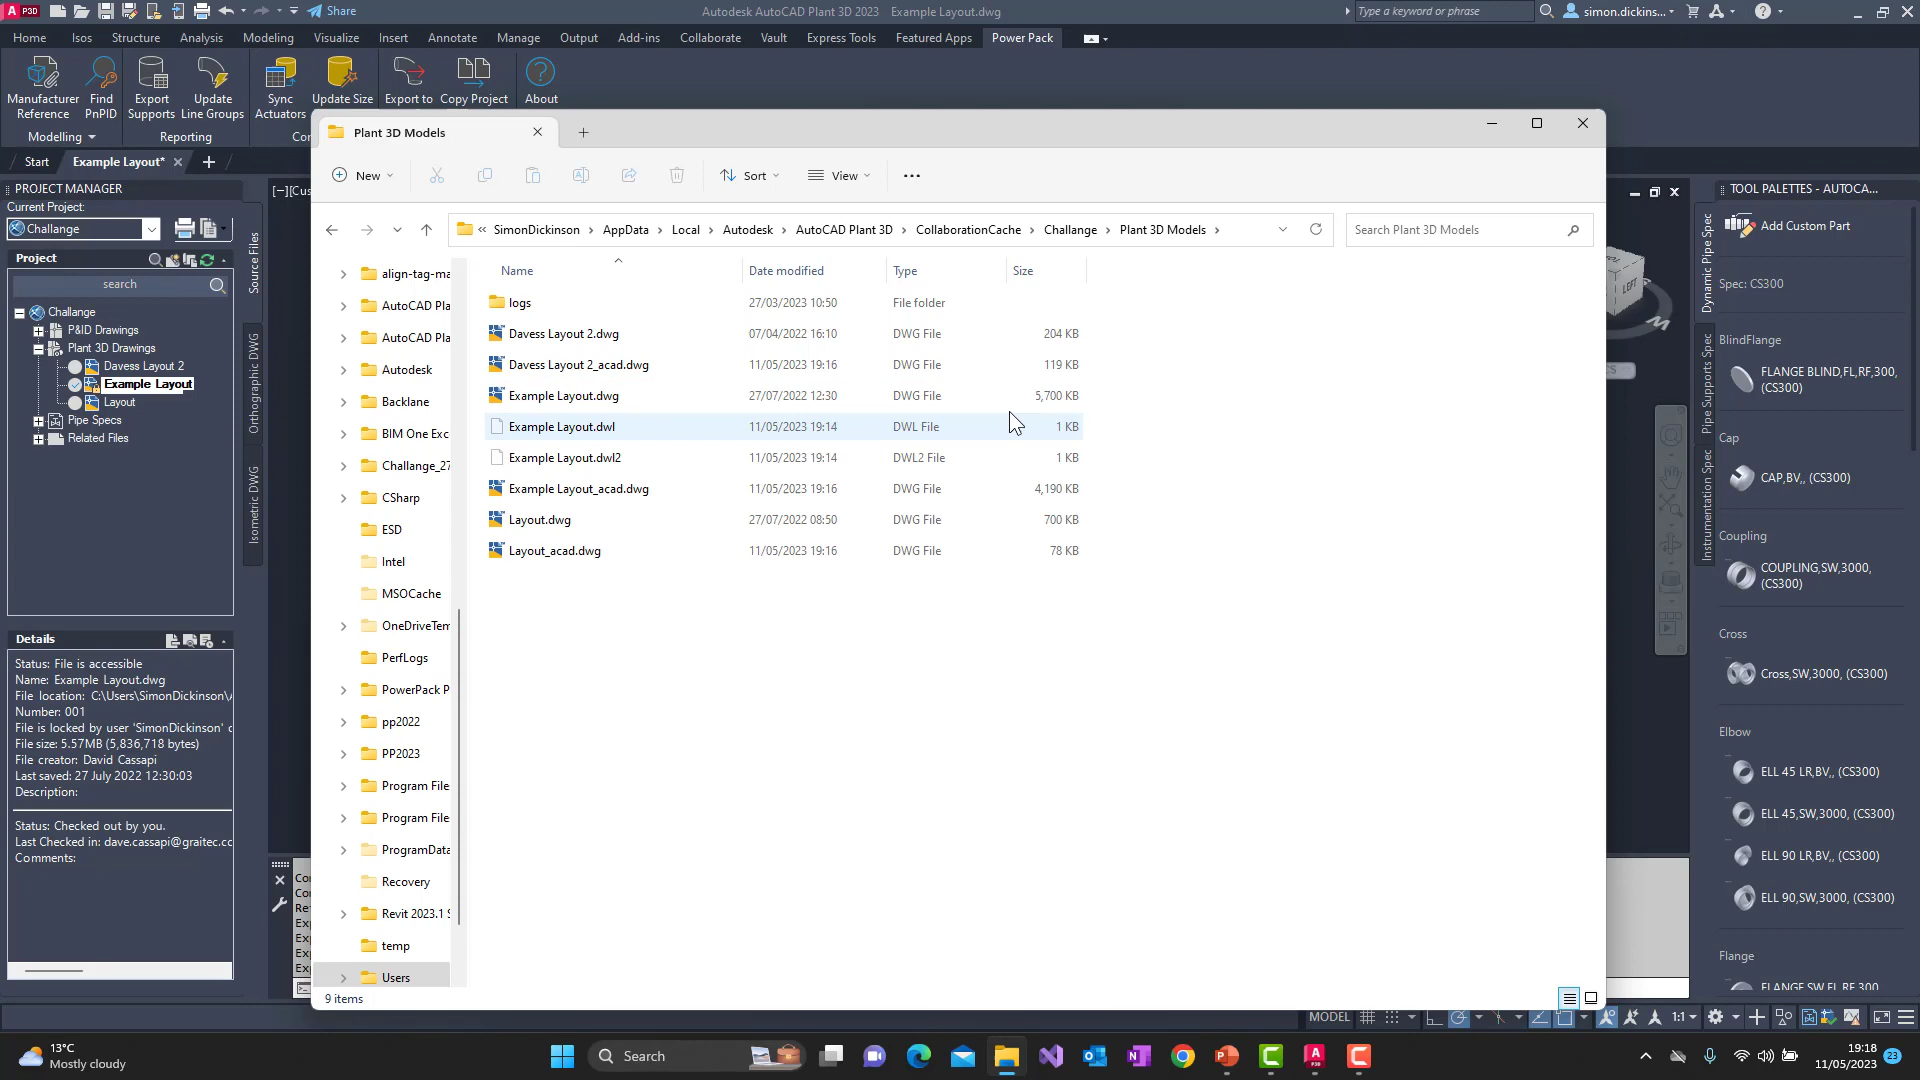 A P3D
Share
Autodesk AutoCAD Plant 3D 2023 Example Layout.dwg
Type a keyword or phrase
simon.dickins...
Home
Isos
Structure
Analysis
Modeling
Visualize
Insert
Annotate
Manage
Output
Add-ins
Collaborate
Vault
Express Tools
Featured Apps
Power Pack
Manufacturer
Reference
Find
PnPID
Export
Supports
Update
Line Groups
Sync
Actuators
Update Size
Export to
Copy Project
About
Modelling
Reporting
Start
Example Layout*
PROJECT MANAGER
Current Project:
Challange
Project
search
Challange
P&ID Drawings
Plant 3D Drawings
Davess Layout 2
Example Layout
Layout
Pipe Specs
Related Files
Source Files
Orthographic DWG
Isometric DWG
Details
Status: File is accessible
Name: Example Layout.dwg
File location: C:\Users\SimonDickinson\
Number: 001
File is locked by user 'SimonDickinson'
File size: 5.57MB (5,836,718 bytes)
File creator: David Cassapi
Last saved: 27 July 2022 12:30:03
Description:
Status: Checked out by you.
Last Checked in: dave.cassapi@graitec.cc
Comments:
[−][Cus
Plant 3D Models
New
Sort
View
« SimonDickinson > AppData > Local > Autodesk > AutoCAD Plant 3D > CollaborationCache > Challange > Plant 3D Models >
Search Plant 3D Models
align-tag-ma
AutoCAD Pla
AutoCAD Pla
Autodesk
Backlane
BIM One Exc
Challange_27
CSharp
ESD
Intel
MSOCache
OneDriveTem
PerfLogs
PowerPack P
pp2022
PP2023
Program File
Program File
ProgramData
Recovery
Revit 2023.1 S
temp
Users
Name Date modified Type Size
logs 27/03/2023 10:50 File folder
Davess Layout 2.dwg 07/04/2022 16:10 DWG File 204 KB
Davess Layout 2_acad.dwg 11/05/2023 19:16 DWG File 119 KB
Example Layout.dwg 27/07/2022 12:30 DWG File 5,700 KB
Example Layout.dwl 11/05/2023 19:14 DWL File 1 KB
Example Layout.dwl2 11/05/2023 19:14 DWL2 File 1 KB
Example Layout_acad.dwg 11/05/2023 19:16 DWG File 4,190 KB
Layout.dwg 27/07/2022 08:50 DWG File 700 KB
Layout_acad.dwg 11/05/2023 19:16 DWG File 78 KB
9 items
LEFT
TOOL PALETTES - AUTOCA...
Add Custom Part
Spec: CS300
BlindFlange
FLANGE BLIND,FL,RF,300,
(CS300)
Cap
CAP,BV,, (CS300)
Coupling
COUPLING,SW,3000,
(CS300)
Cross
Cross,SW,3000, (CS300)
Elbow
ELL 45 LR,BV,, (CS300)
ELL 45,SW,3000, (CS300)
ELL 90 LR,BV,, (CS300)
ELL 90,SW,3000, (CS300)
Flange
FLANGE SW,FL,RF,300
Dynamic Pipe Spec
Pipe Supports Spec
Instrumentation Spec
MODEL
1:1
13°C
Mostly cloudy
Search
19:18
11/05/2023
23